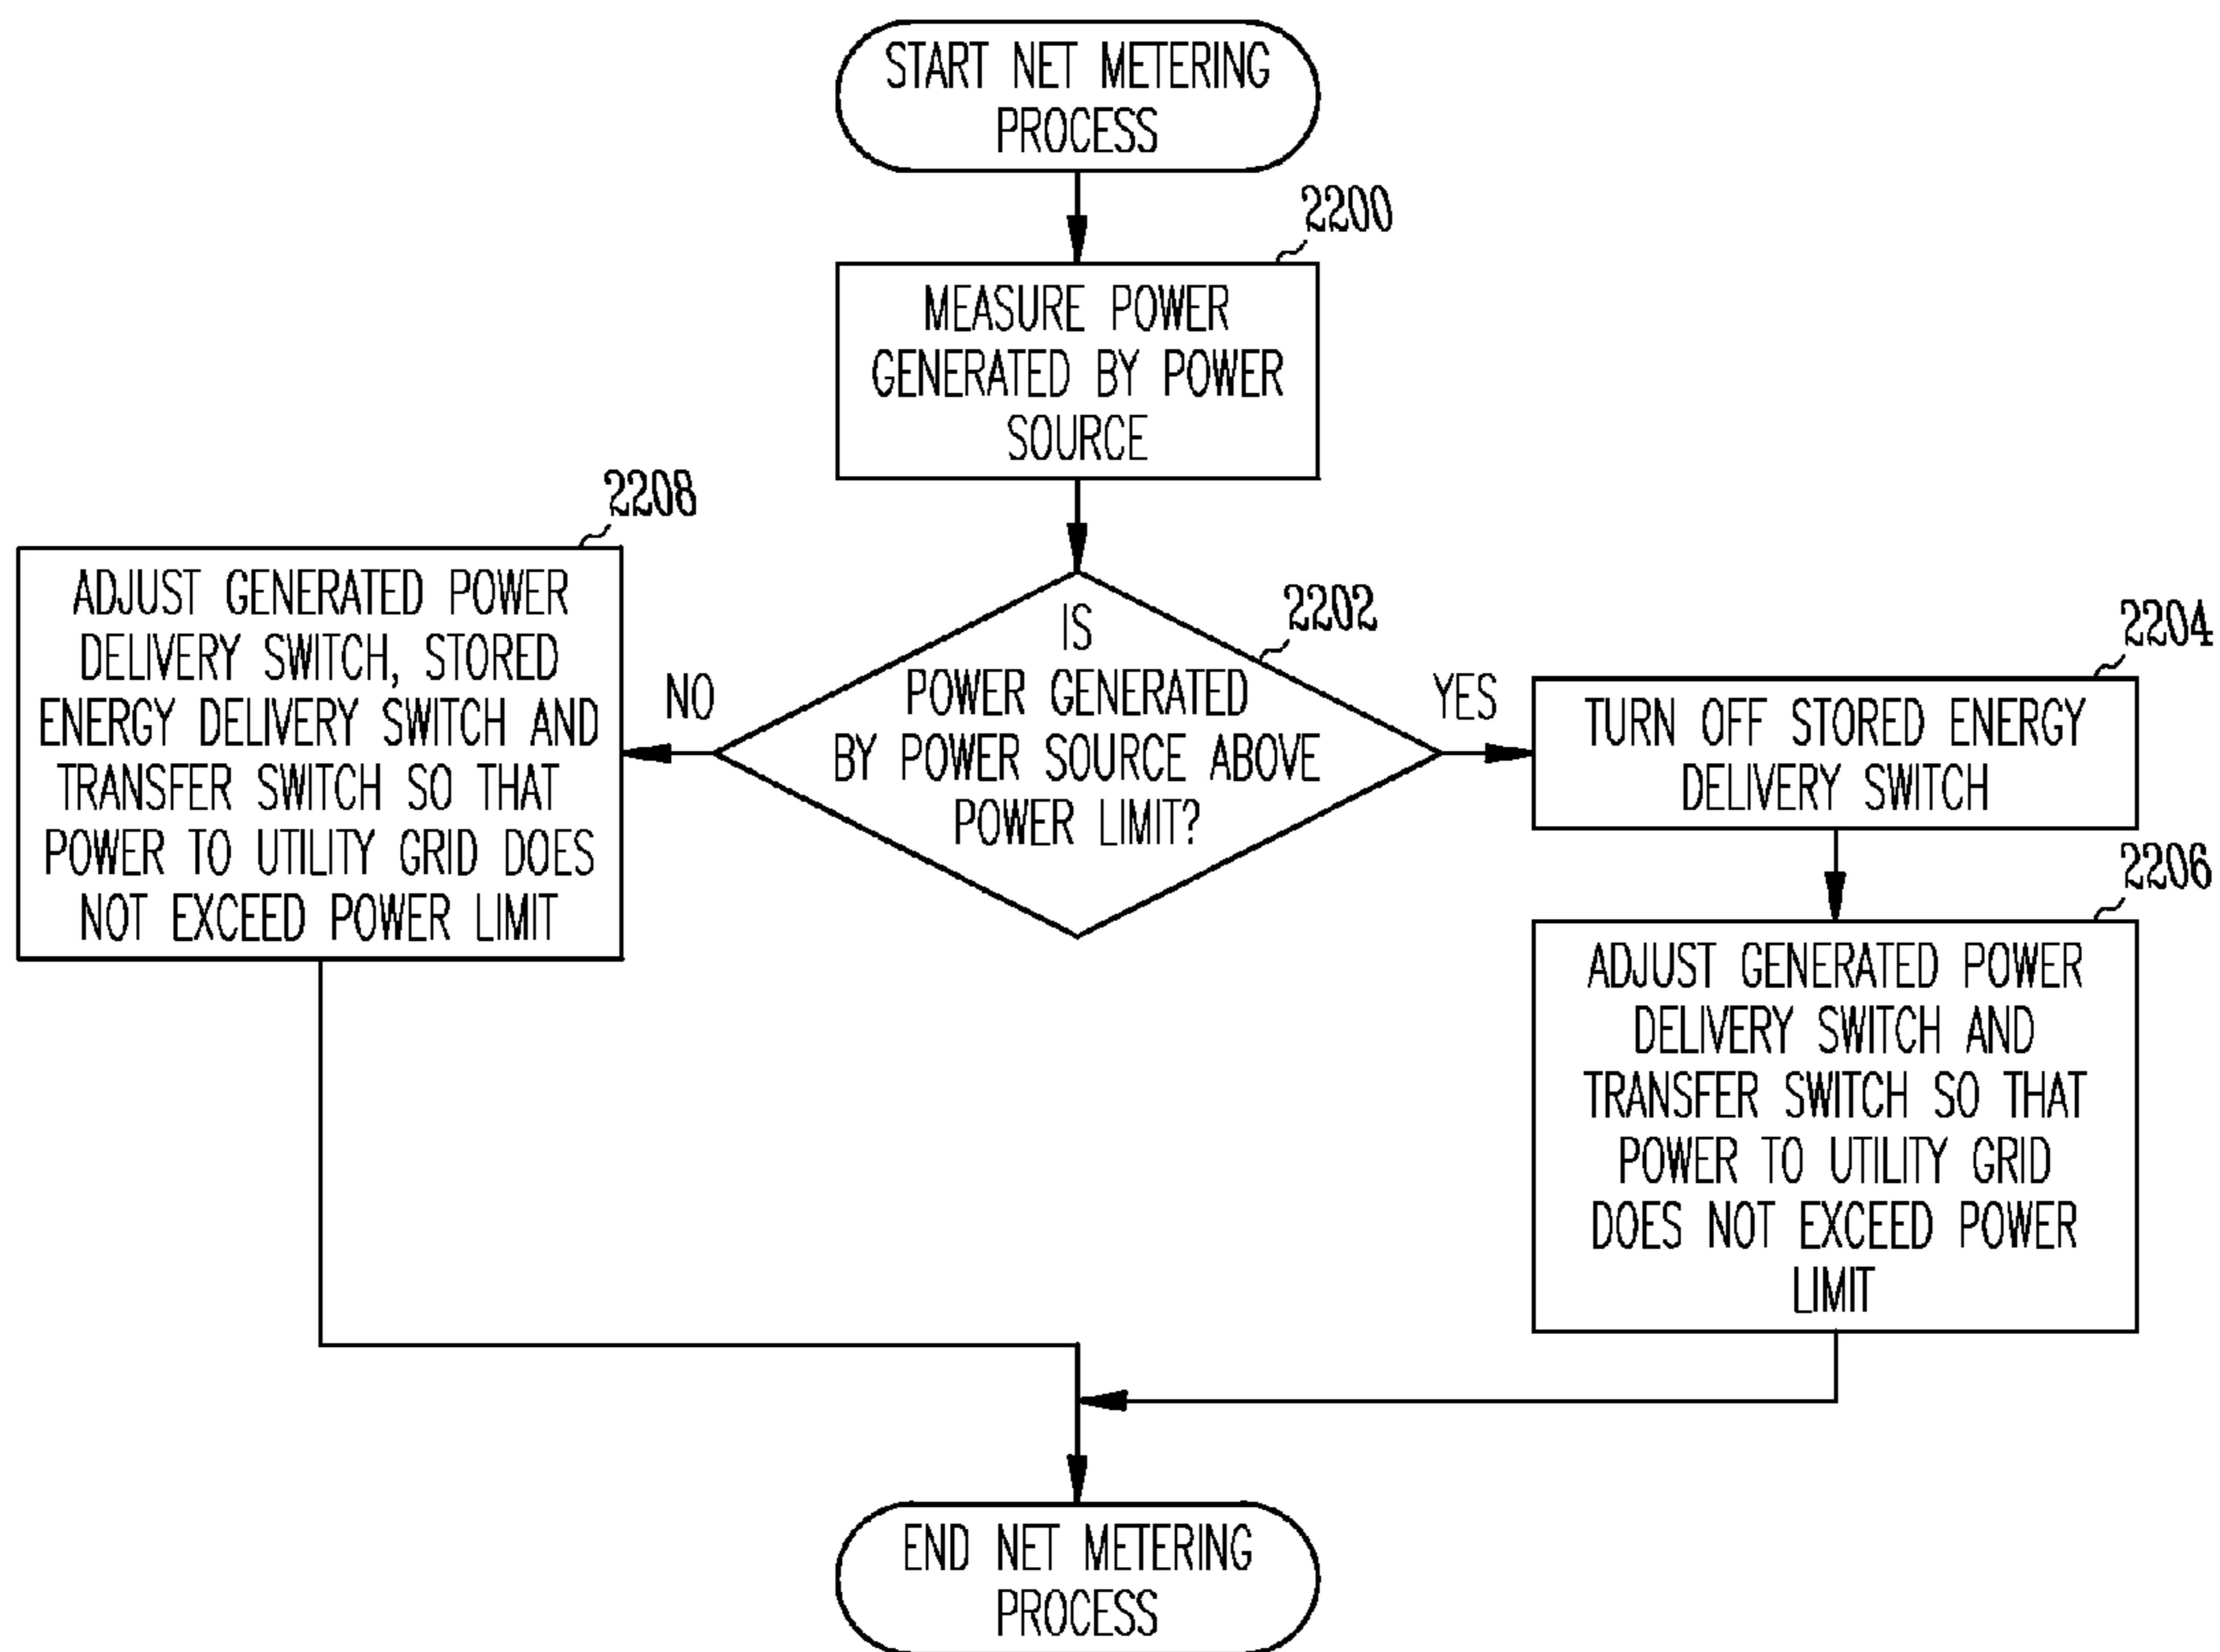 START NET METERING
PROCESS
2200
MEASURE POWER
GENERATED BY POWER
SOURCE
2202
IS
POWER GENERATED
BY POWER SOURCE ABOVE
POWER LIMIT?
NO
YES
2208
ADJUST GENERATED POWER
DELIVERY SWITCH, STORED
ENERGY DELIVERY SWITCH AND
TRANSFER SWITCH SO THAT
POWER TO UTILITY GRID DOES
NOT EXCEED POWER LIMIT
2204
TURN OFF STORED ENERGY
DELIVERY SWITCH
2206
ADJUST GENERATED POWER
DELIVERY SWITCH AND
TRANSFER SWITCH SO THAT
POWER TO UTILITY GRID
DOES NOT EXCEED POWER
LIMIT
END NET METERING
PROCESS